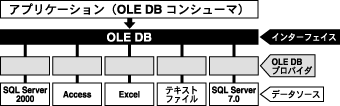 アプリケーション（OLE DB コンシューマ）
OLE DB
インターフェイス
OLE DB
プロバイダ
SQL Server
2000
Access
Excel
テキスト
ファイル
SQL Server
7.0
データソース